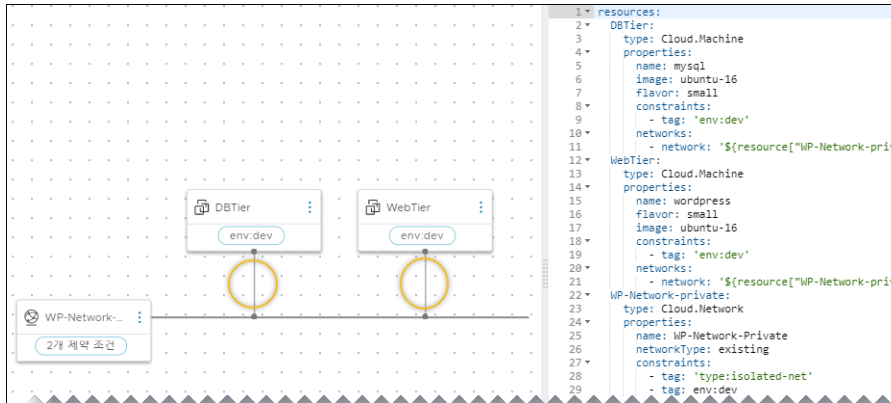 DBTier
env:dev
WebTier
env:dev
WP-Network-...
2개 제약 조건
1 resources:
2 DBTier:
3 type: Cloud.Machine
4 properties:
5 name: mysql
6 image: ubuntu-16
7 flavor: small
8 constraints:
9 - tag: 'env:dev'
10 networks:
11 - network: '${resource["WP-Network-priv
12 WebTier:
13 type: Cloud.Machine
14 properties:
15 name: wordpress
16 flavor: small
17 image: ubuntu-16
18 constraints:
19 - tag: 'env:dev'
20 networks:
21 - network: '${resource["WP-Network-priv
22 WP-Network-private:
23 type: Cloud.Network
24 properties:
25 name: WP-Network-Private
26 networkType: existing
27 constraints:
28 - tag: 'type:isolated-net'
29 - tag: env:dev